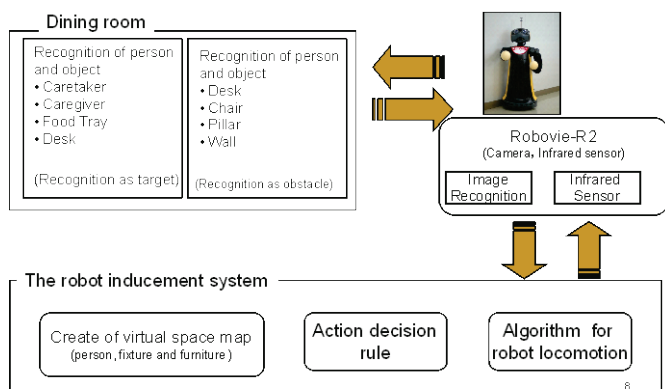 Dining room
Recognition of person
and object
• Caretaker
• Caregiver
• Food Tray
• Desk
(Recognition as target)
Recognition of person
and object
• Desk
• Chair
• Pillar
• Wall
(Recognition as obstacle)
Robovie-R2
(Camera, Infrared sensor)
Image
Recognition
Infrared
Sensor
The robot inducement system
Create of virtual space map
(person, fixture and furniture)
Action decision
rule
Algorithm for
robot locomotion
8